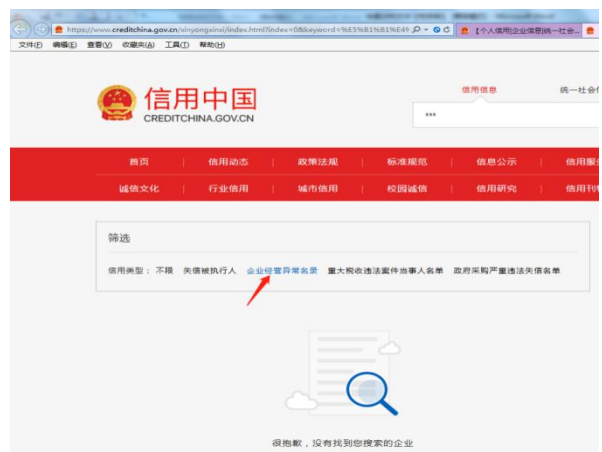 https://www.creditchina.gov.cn/xinyongxinxi/index.html?index=0&keyword=%E5%B1%B1%E4
【个人信用|企业信息|统一社会...
文件(F) 编辑(E) 查看(V) 收藏夹(A) 工具(T) 帮助(H)
信用中国
CREDITCHINA.GOV.CN
信用信息 统一社会信
***
首页 信用动态 政策法规 标准规范 信息公示 信用服
诚信文化 行业信用 城市信用 校园诚信 信用研究 信用刊
筛选
信用类型： 不限 失信被执行人 企业经营异常名录 重大税收违法案件当事人名单 政府采购严重违法失信名单
很抱歉，没有找到您搜索的企业